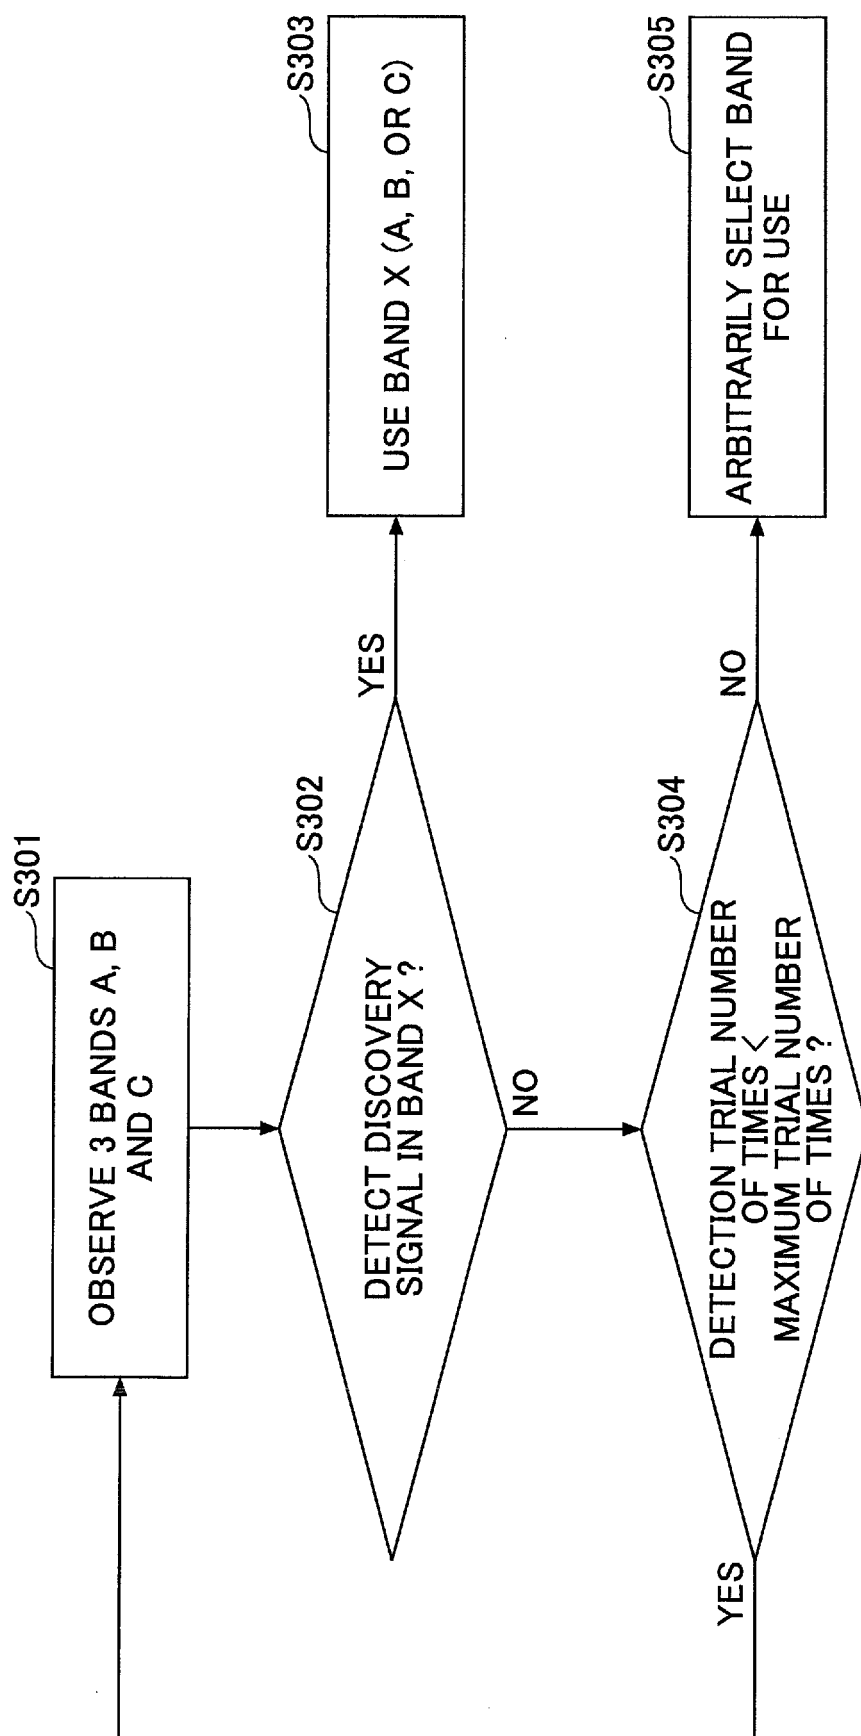 S301
OBSERVE 3 BANDS A, B
AND C
S302
DETECT DISCOVERY
SIGNAL IN BAND X ?
YES
S303
USE BAND X (A, B, OR C)
NO
S304
DETECTION TRIAL NUMBER
OF TIMES <
MAXIMUM TRIAL NUMBER
OF TIMES ?
YES
NO
S305
ARBITRARILY SELECT BAND
FOR USE